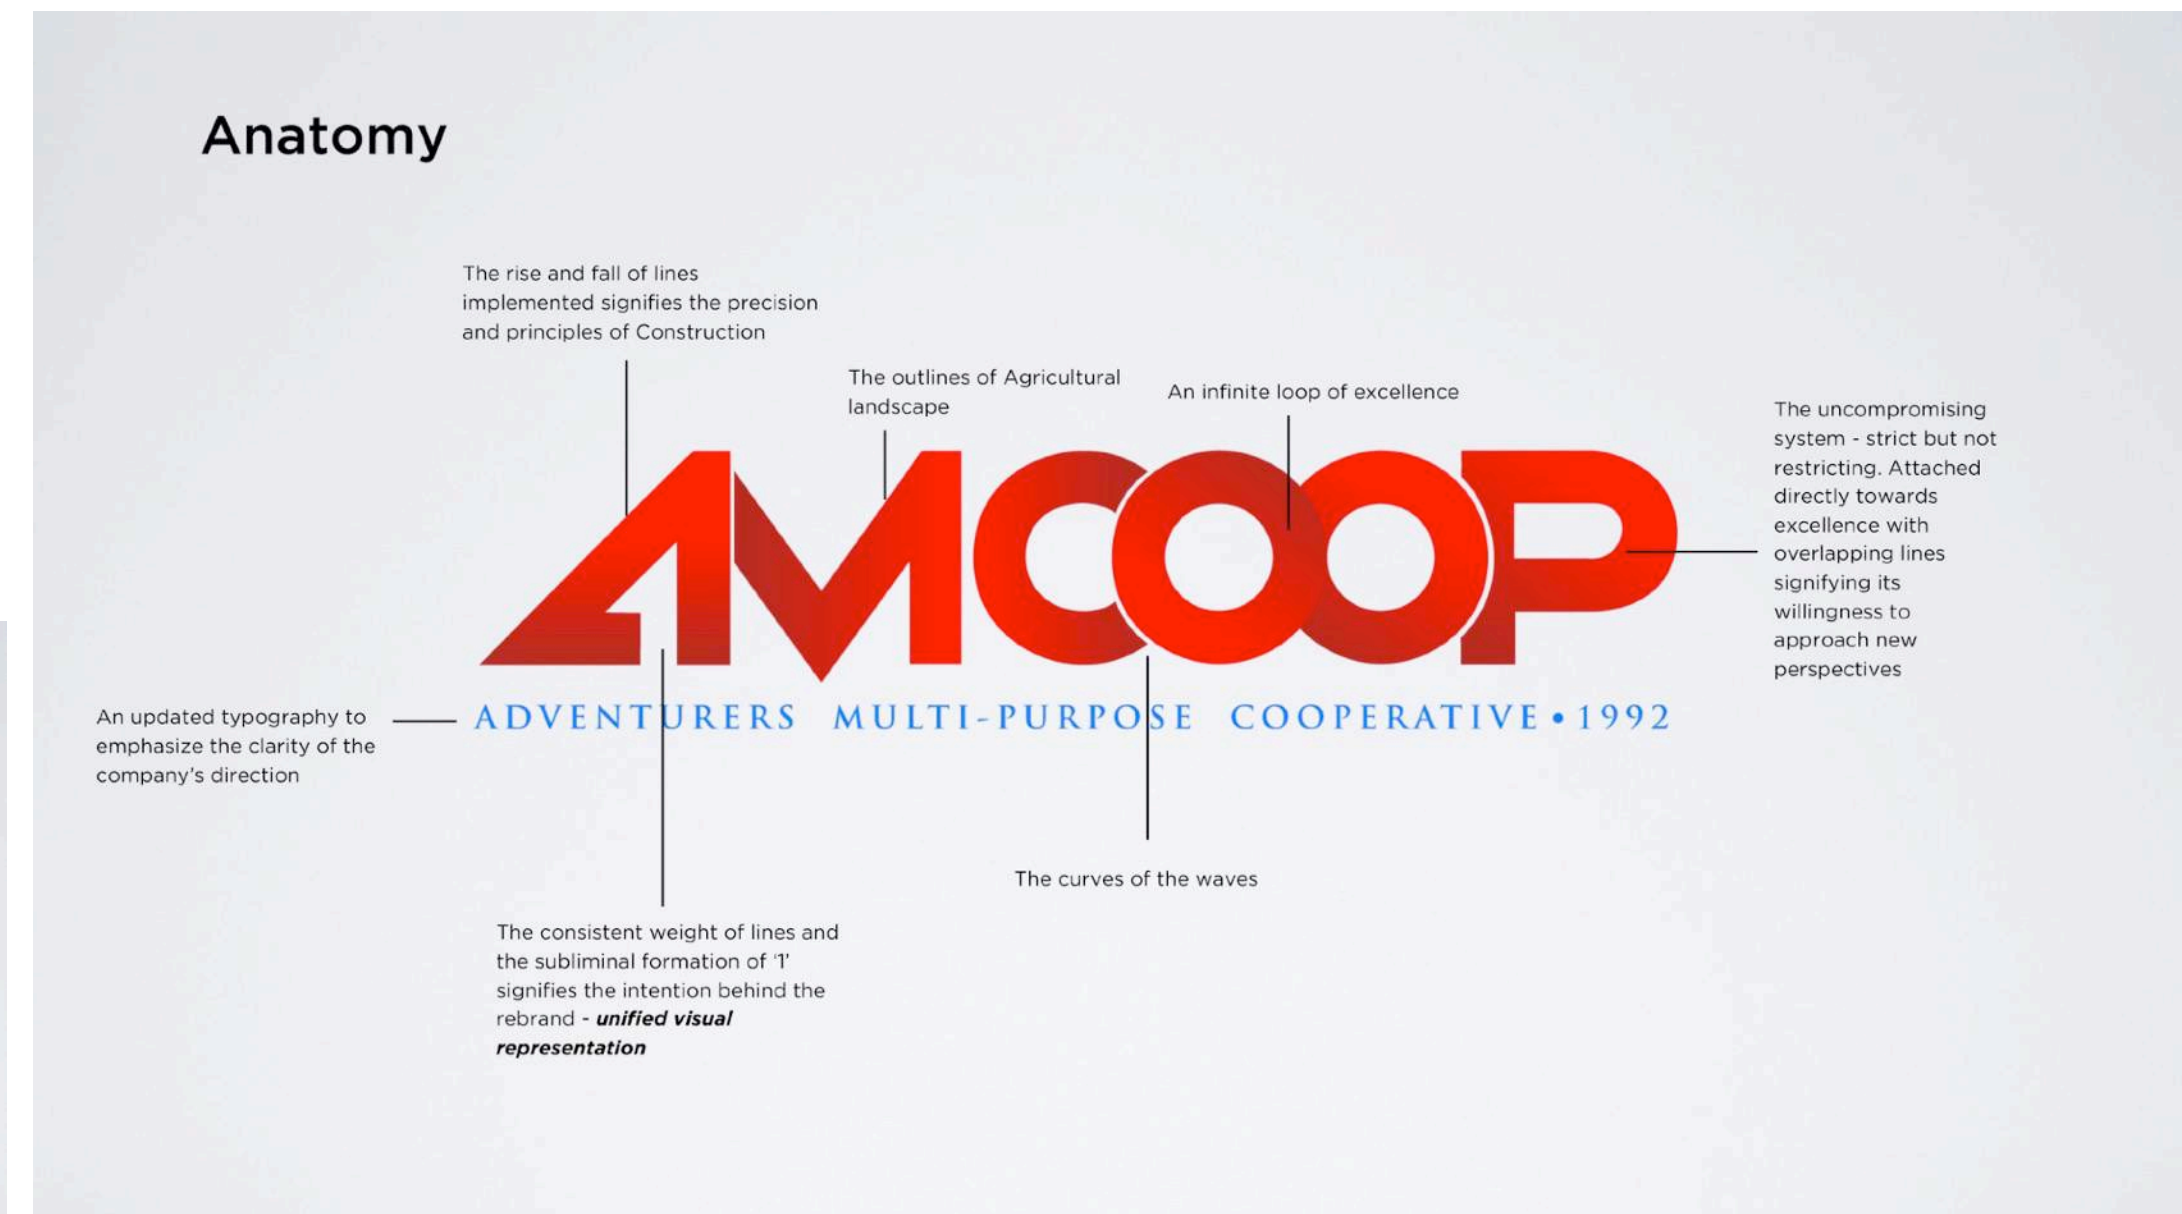 Anatomy
The rise and fall of lines
implemented signifies the precision
and principles of Construction
The outlines of Agricultural
landscape
An infinite loop of excellence
The uncompromising
system - strict but not
restricting. Attached
directly towards
excellence with
overlapping lines
signifying its
willingness to
approach new
perspectives
AMCOOP
ADVENTURERS MULTI-PURPOSE COOPERATIVE • 1992
An updated typography to
emphasize the clarity of the
company's direction
The curves of the waves
The consistent weight of lines and
the subliminal formation of '1'
signifies the intention behind the
rebrand - unified visual
representation